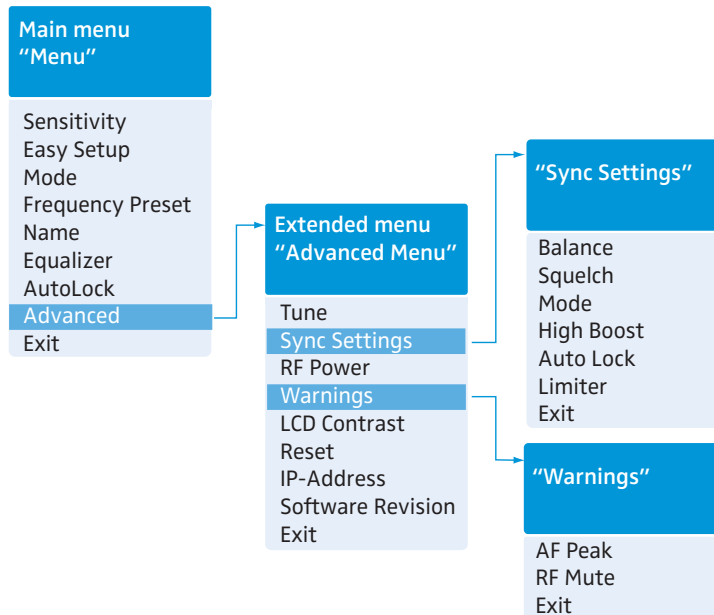 Main menu
“Menu”
Sensitivity
Easy Setup
Mode
Frequency Preset
Name
Equalizer
AutoLock
Advanced
Exit
Extended menu
“Advanced Menu”
Tune
Sync Settings
RF Power
Warnings
LCD Contrast
Reset
IP-Address
Software Revision
Exit
“Sync Settings”
Balance
Squelch
Mode
High Boost
Auto Lock
Limiter
Exit
“Warnings”
AF Peak
RF Mute
Exit